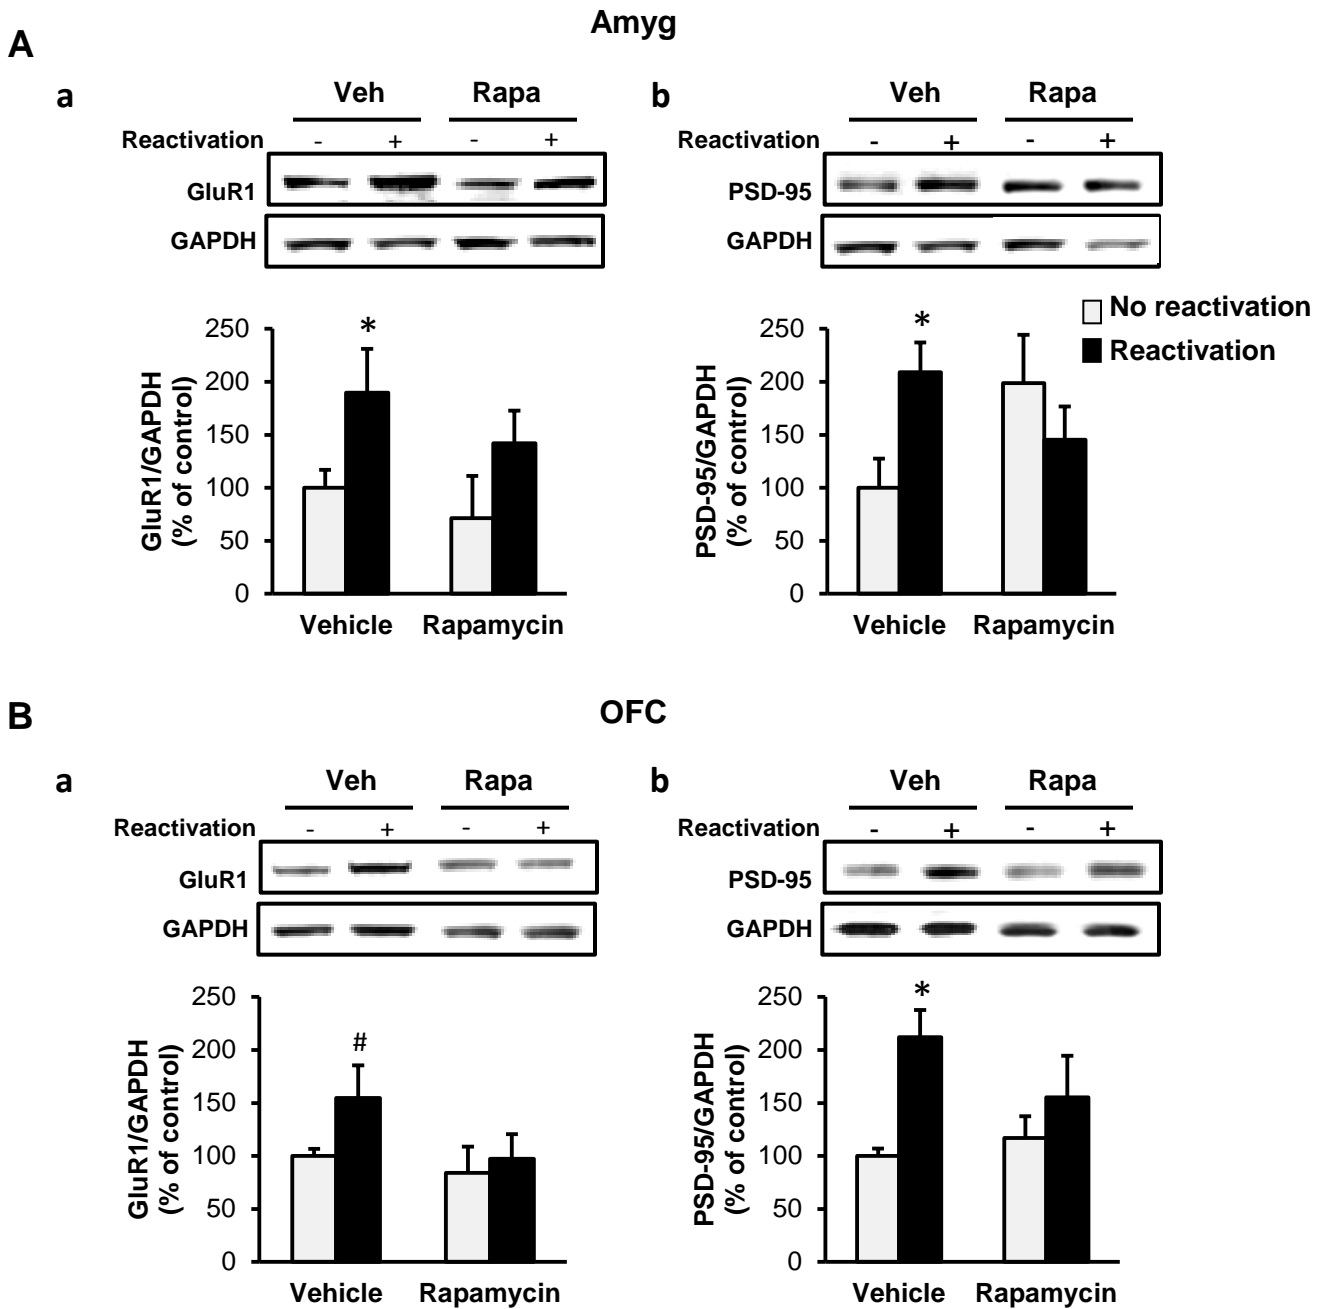 Amyg
A
a
Veh Rapa
Reactivation - + - +
GluR1
GAPDH
250
200
150
100
50
0
GluR1/GAPDH
(% of control)
*
Vehicle Rapamycin
b
Veh Rapa
Reactivation - + - +
PSD-95
GAPDH
No reactivation
Reactivation
250
200
150
100
50
0
PSD-95/GAPDH
(% of control)
*
Vehicle Rapamycin
B
OFC
a
Veh Rapa
Reactivation - + - +
GluR1
GAPDH
250
200
150
100
50
0
GluR1/GAPDH
(% of control)
#
Vehicle Rapamycin
b
Veh Rapa
Reactivation - + - +
PSD-95
GAPDH
250
200
150
100
50
0
PSD-95/GAPDH
(% of control)
*
Vehicle Rapamycin